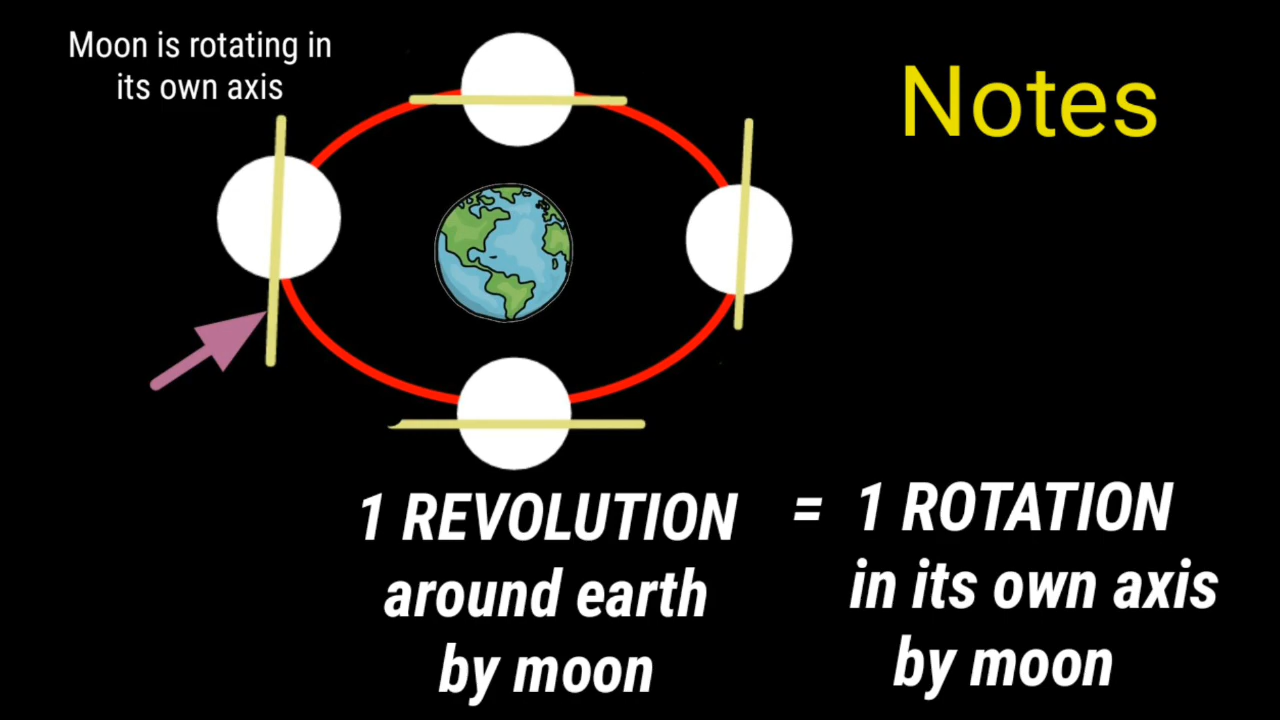 Moon is rotating in
its own axis
Notes
1 REVOLUTION
around earth
by moon
= 1 ROTATION
in its own axis
by moon